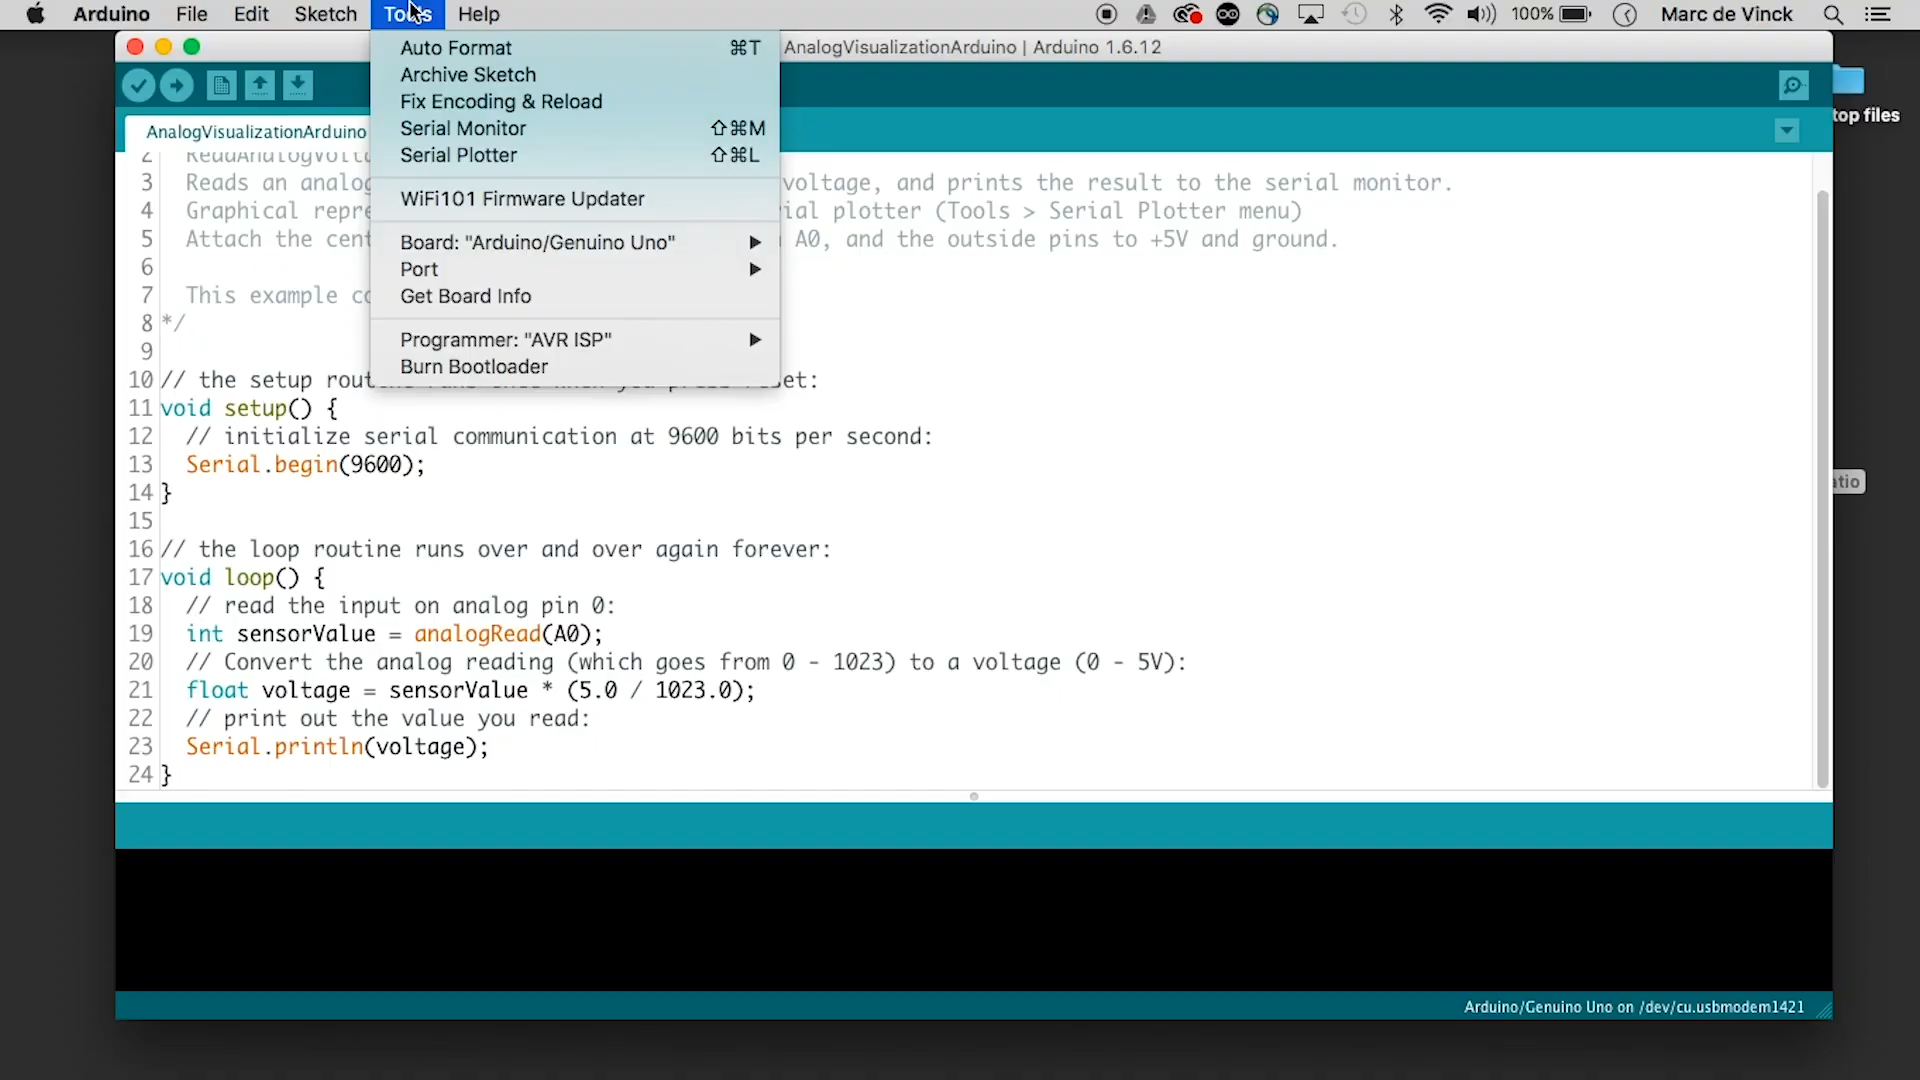 Arduino File Edit Sketch Tools Help 100% Marc de Vinck
AnalogVisualizationArduino | Arduino 1.6.12
Auto Format ⌘T
Archive Sketch
Fix Encoding & Reload
Serial Monitor ⇧⌘M
Serial Plotter ⇧⌘L
WiFi101 Firmware Updater
Board: "Arduino/Genuino Uno"
Port
Get Board Info
Programmer: "AVR ISP"
Burn Bootloader
top files
AnalogVisualizationArduino
2
3 Reads an analog voltage, and prints the result to the serial monitor.
4 Graphical plotter (Tools > Serial Plotter menu)
5 Attach the A0, and the outside pins to +5V and ground.
6
7 This example
8 */
9
10 // the setup
11 void setup() {
12 // initialize serial communication at 9600 bits per second:
13 Serial.begin(9600);
14 }
15
16 // the loop routine runs over and over again forever:
17 void loop() {
18 // read the input on analog pin 0:
19 int sensorValue = analogRead(A0);
20 // Convert the analog reading (which goes from 0 - 1023) to a voltage (0 - 5V):
21 float voltage = sensorValue * (5.0 / 1023.0);
22 // print out the value you read:
23 Serial.println(voltage);
24 }
Arduino/Genuino Uno on /dev/cu.usbmodem1421